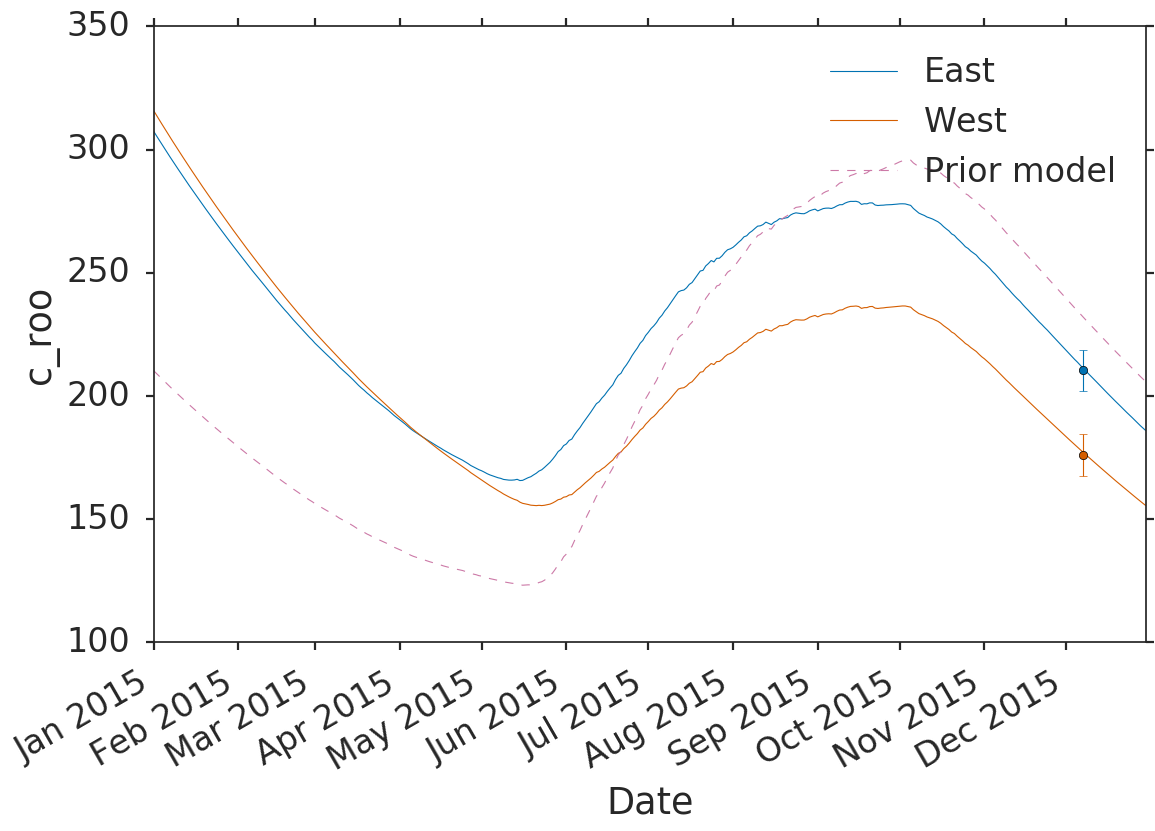 350
300
250
200
150
100
c_roo
East
West
Prior model
Jan 2015
Feb 2015
Mar 2015
Apr 2015
May 2015
Jun 2015
Jul 2015
Aug 2015
Sep 2015
Oct 2015
Nov 2015
Dec 2015
Date